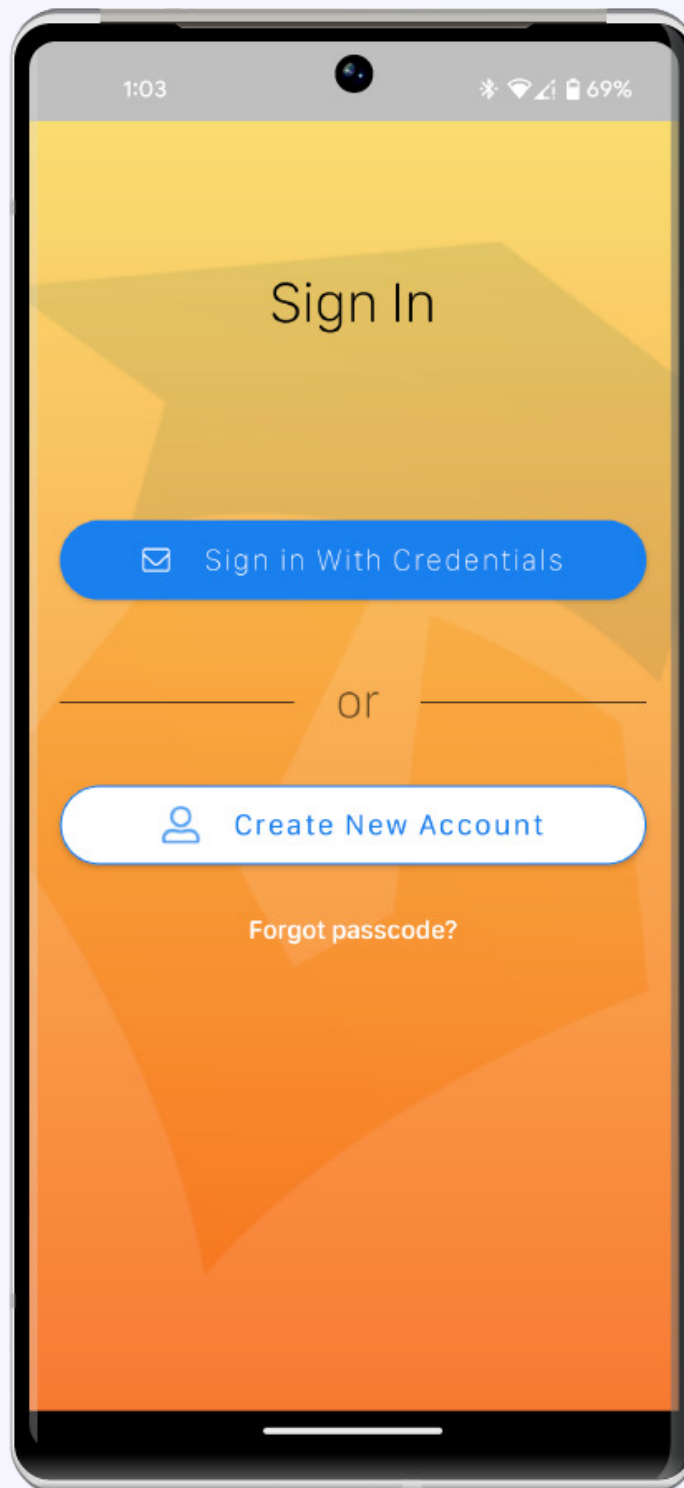 1:03 69%
Sign In
Sign in With Credentials
or
Create New Account
Forgot passcode?